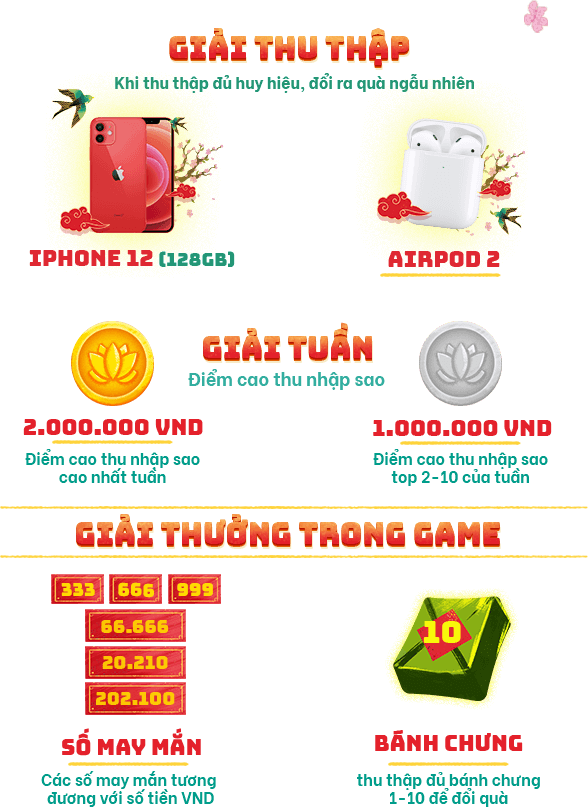 GIẢI THU THẬP
Khi thu thập đủ huy hiệu, đổi ra quà ngẫu nhiên
IPHONE 12 (128GB)
AIRPOD 2
GIẢI TUẦN
Điểm cao thu nhập sao
2.000.000 VND
Điểm cao thu nhập sao
cao nhất tuần
1.000.000 VND
Điểm cao thu nhập sao
top 2-10 của tuần
GIẢI THƯỞNG TRONG GAME
333 666 999
66.666
20.210
202.100
SỐ MAY MẮN
Các số may mắn tương
đương với số tiền VND
10
BÁNH CHƯNG
thu thập đủ bánh chưng
1-10 để đổi quà